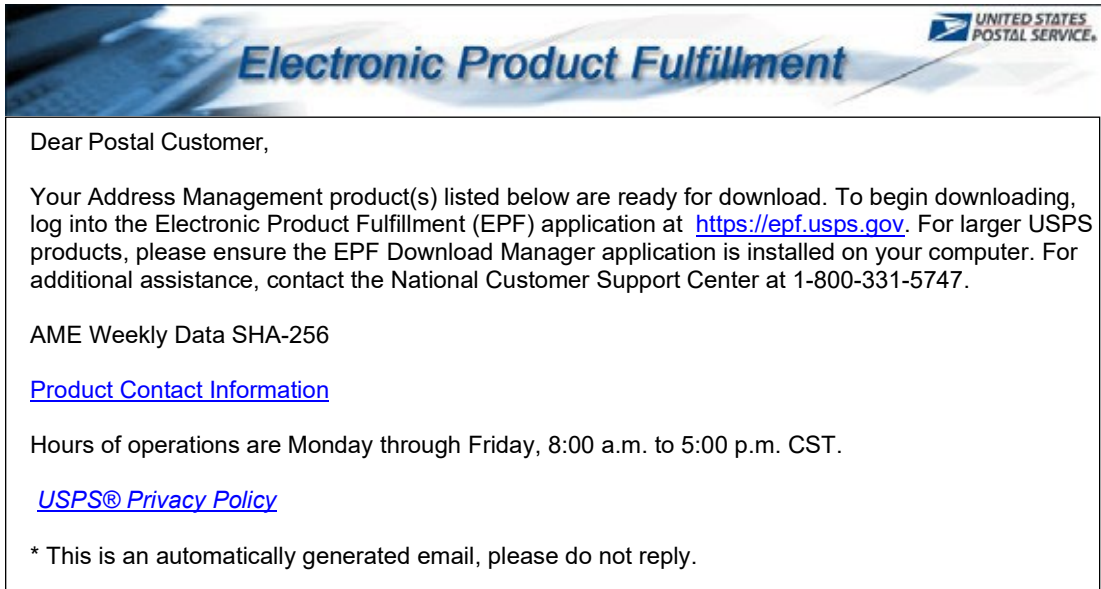 UNITED STATES
POSTAL SERVICE®
Electronic Product Fulfillment
Dear Postal Customer,
Your Address Management product(s) listed below are ready for download. To begin downloading,
log into the Electronic Product Fulfillment (EPF) application at https://epf.usps.gov. For larger USPS
products, please ensure the EPF Download Manager application is installed on your computer. For
additional assistance, contact the National Customer Support Center at 1-800-331-5747.
AME Weekly Data SHA-256
Product Contact Information
Hours of operations are Monday through Friday, 8:00 a.m. to 5:00 p.m. CST.
USPS® Privacy Policy
* This is an automatically generated email, please do not reply.